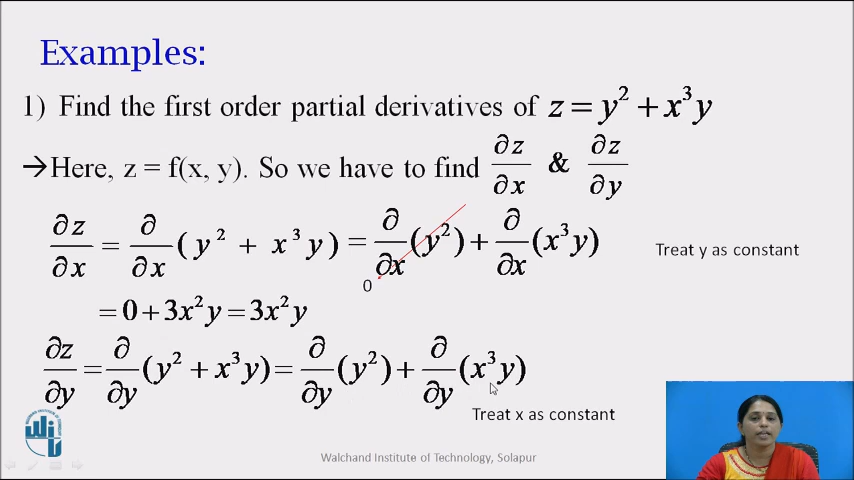 Examples:
1) Find the first order partial derivatives of z = y² + x³y
→Here, z = f(x, y). So we have to find ∂z/∂x & ∂z/∂y
∂z/∂x = ∂/∂x (y² + x³y) = ∂/∂x (y²) + ∂/∂x (x³y) Treat y as constant
0
= 0 + 3x²y = 3x²y
∂z/∂y = ∂/∂y (y² + x³y) = ∂/∂y (y²) + ∂/∂y (x³y)
Treat x as constant
Walchand Institute of Technology, Solapur